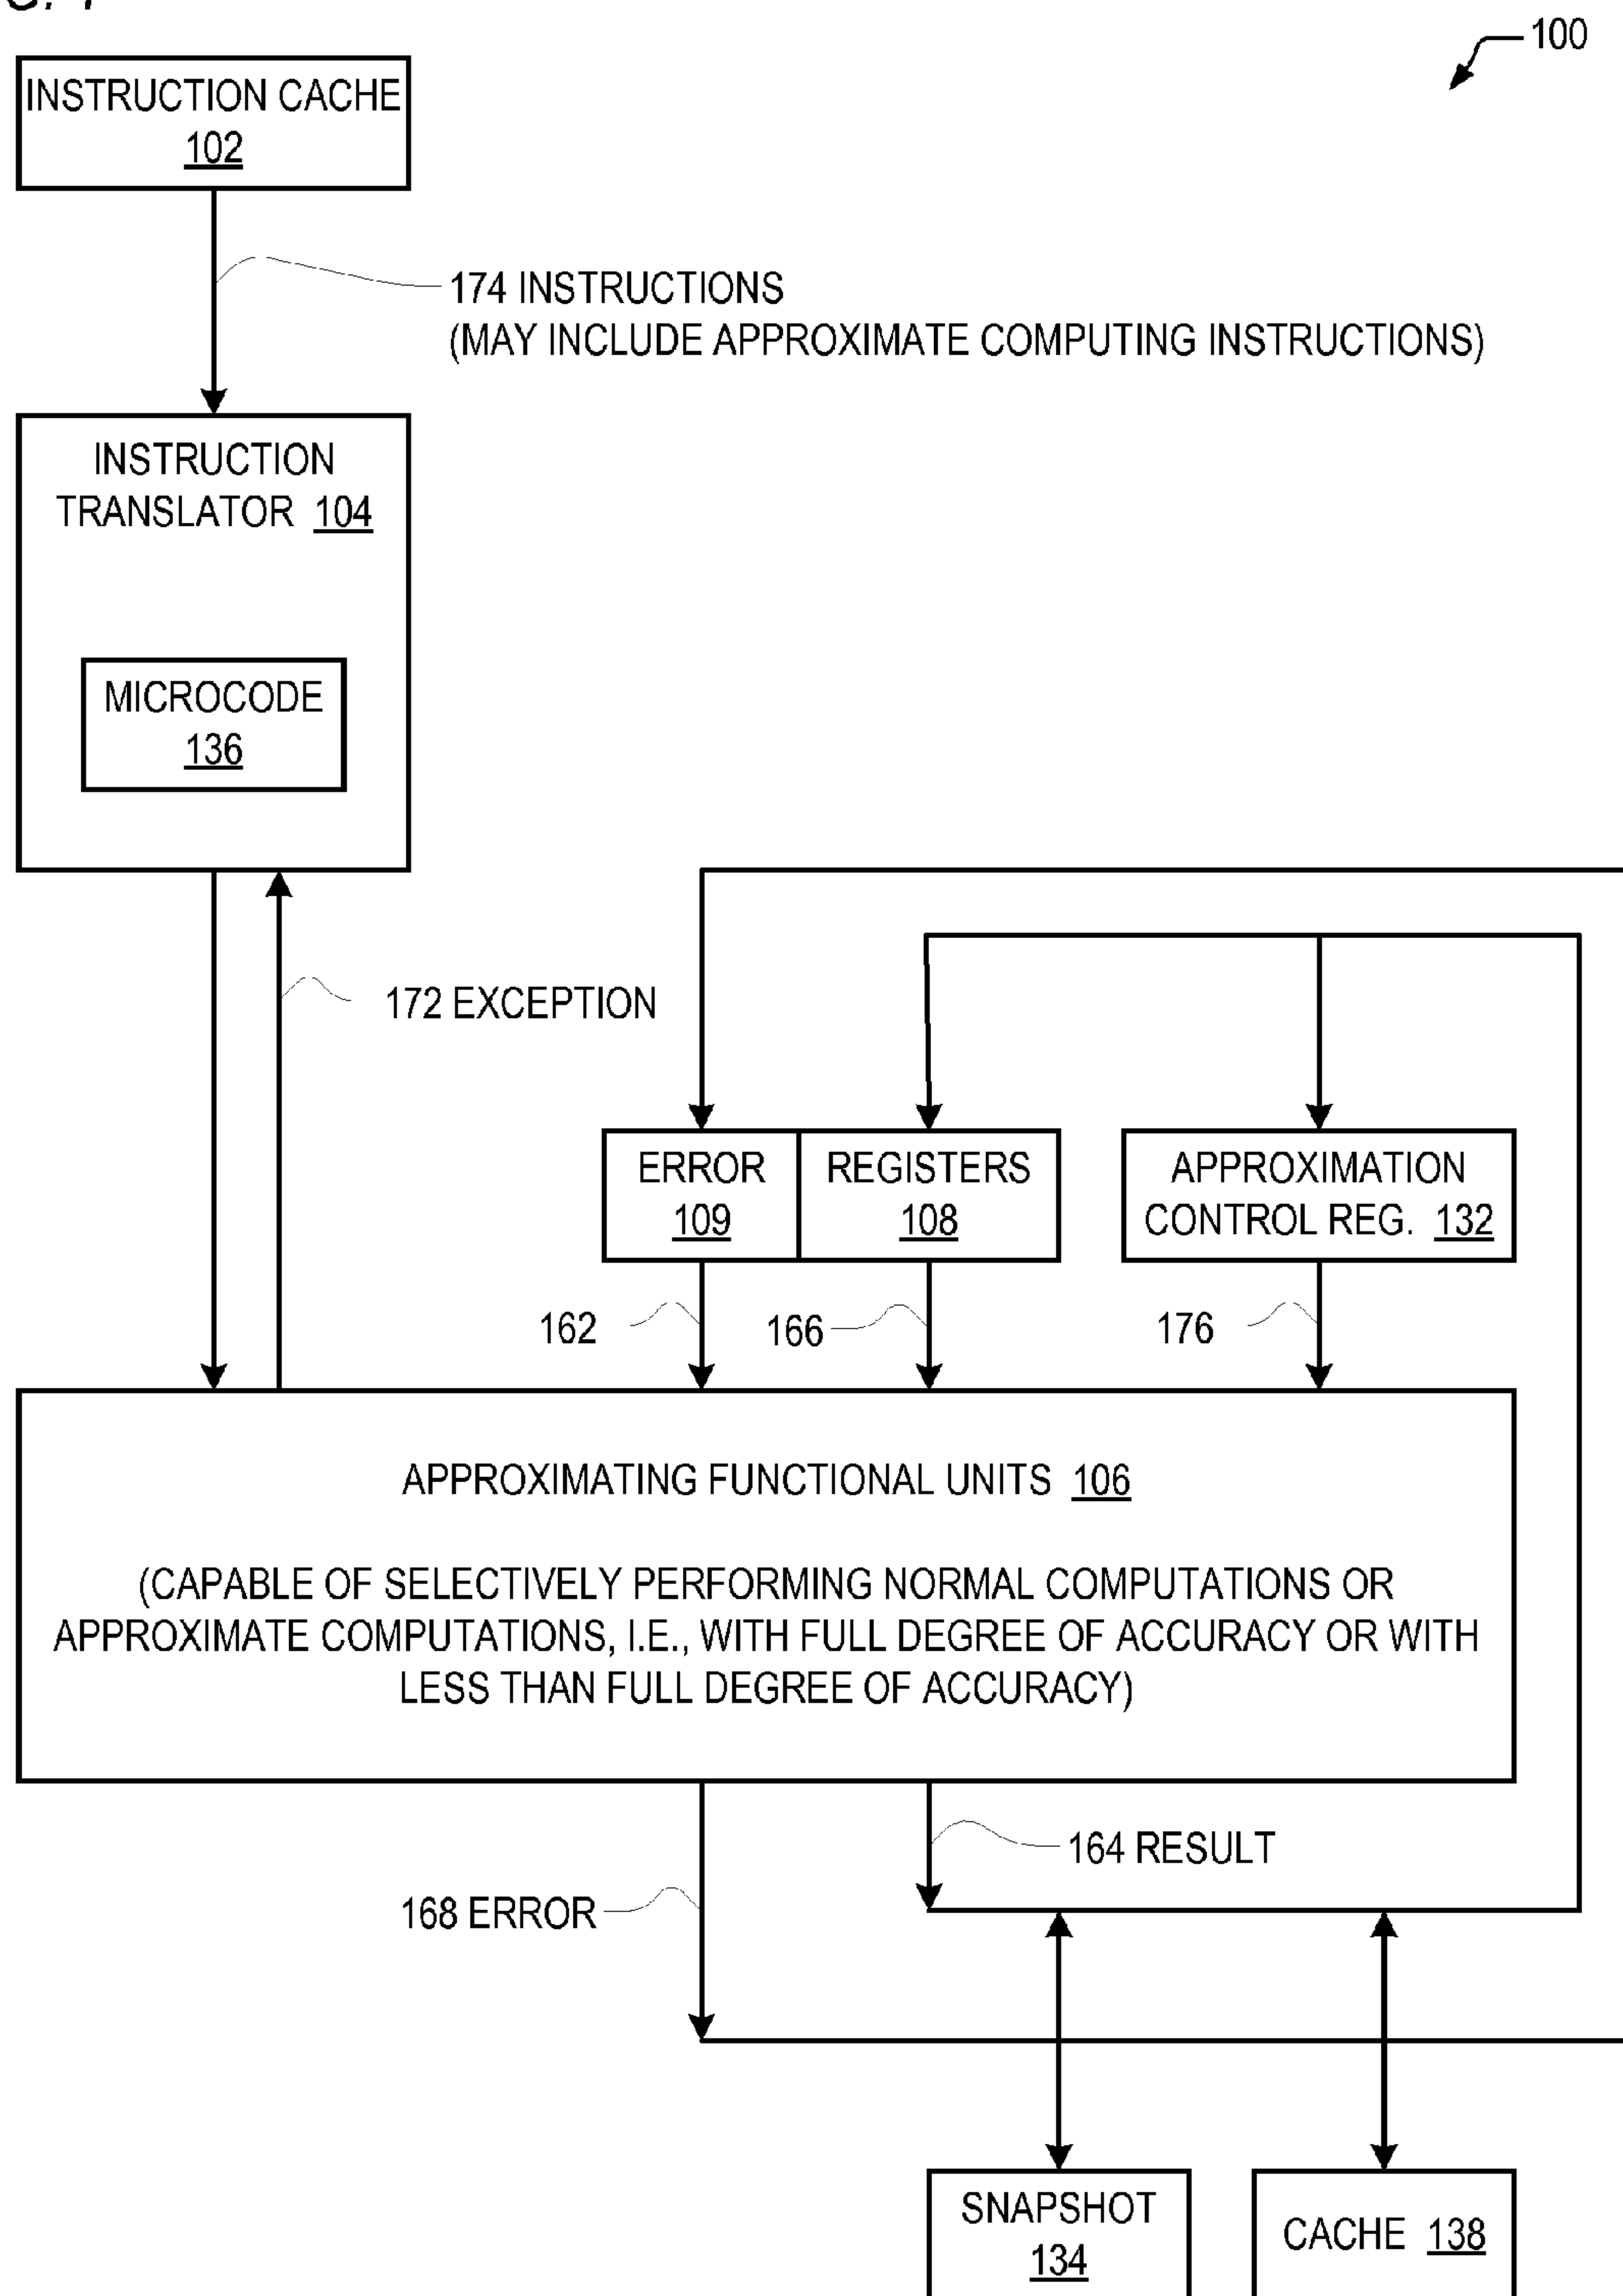 100
INSTRUCTION CACHE
102
174 INSTRUCTIONS
(MAY INCLUDE APPROXIMATE COMPUTING INSTRUCTIONS)
INSTRUCTION
TRANSLATOR 104
MICROCODE
136
172 EXCEPTION
ERROR
109
REGISTERS
108
APPROXIMATION
CONTROL REG. 132
162
166
176
APPROXIMATING FUNCTIONAL UNITS 106
(CAPABLE OF SELECTIVELY PERFORMING NORMAL COMPUTATIONS OR
APPROXIMATE COMPUTATIONS, I.E., WITH FULL DEGREE OF ACCURACY OR WITH
LESS THAN FULL DEGREE OF ACCURACY)
164 RESULT
168 ERROR
SNAPSHOT
134
CACHE 138